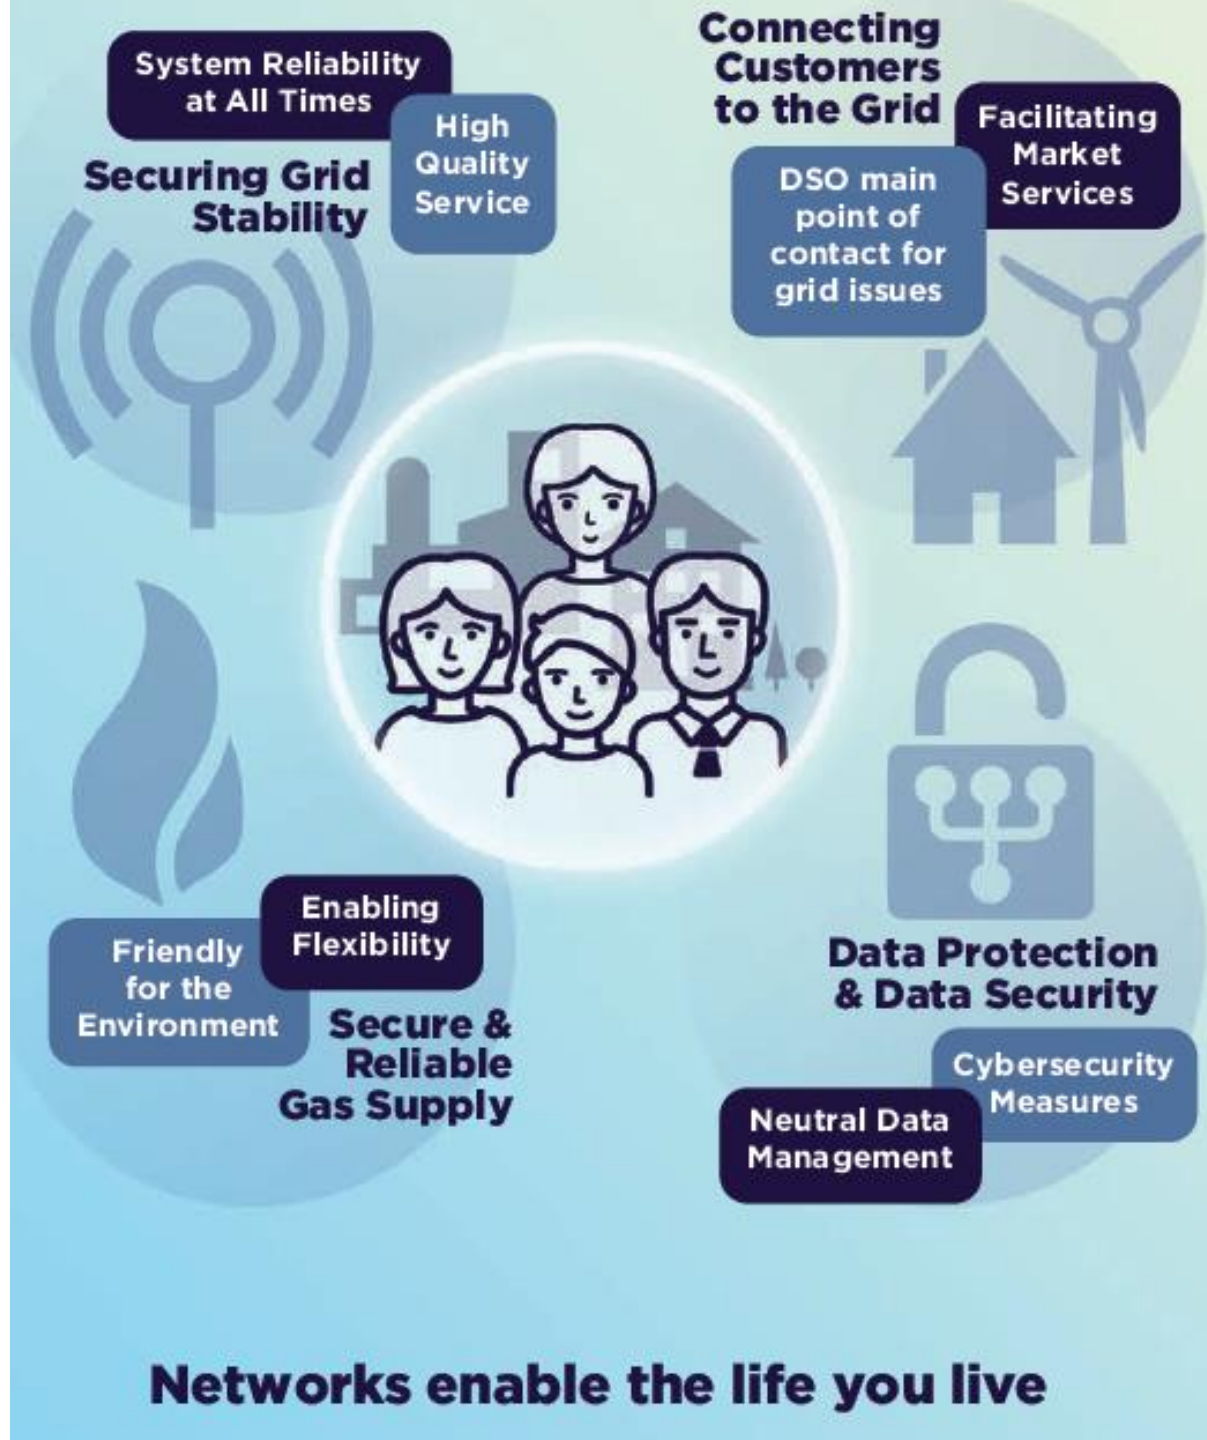 System Reliability
at All Times
High
Quality
Service
Securing Grid
Stability
Connecting
Customers
to the Grid
Facilitating
Market
Services
DSO main
point of
contact for
grid issues
Enabling
Flexibility
Friendly
for the
Environment
Secure &
Reliable
Gas Supply
Data Protection
& Data Security
Cybersecurity
Measures
Neutral Data
Management
Networks enable the life you live